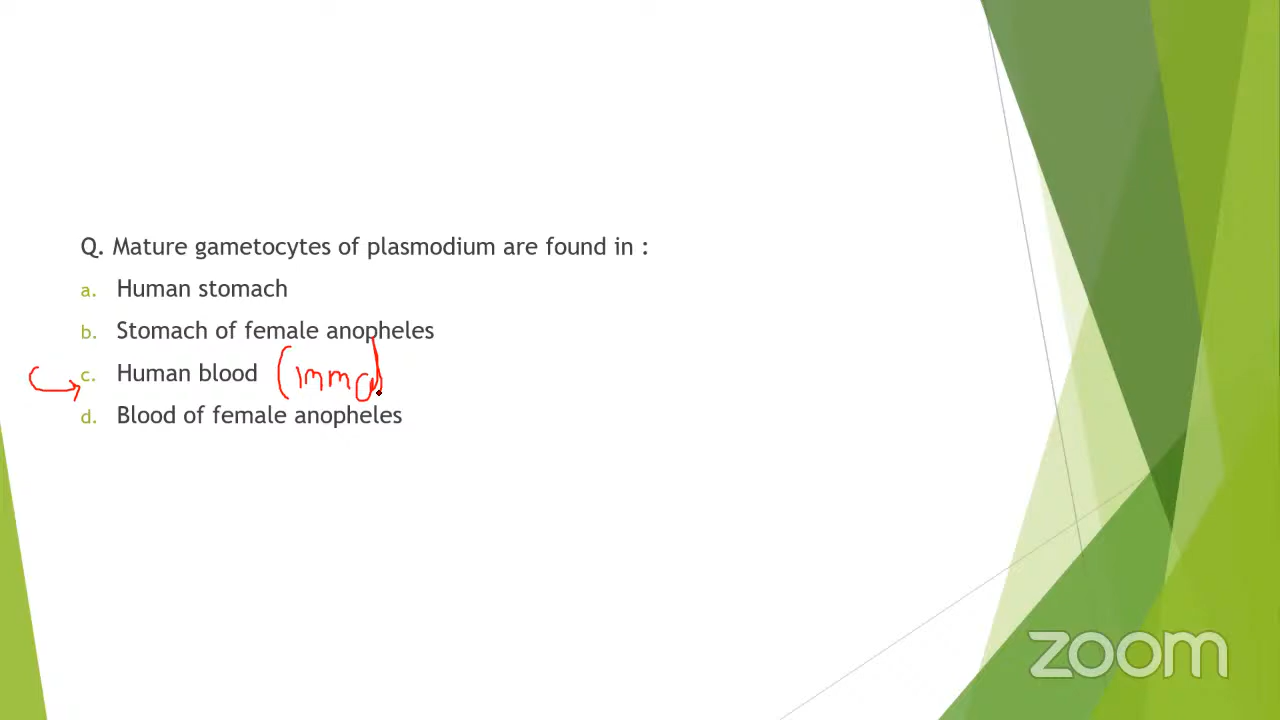 Q. Mature gametocytes of plasmodium are found in :
a. Human stomach
b. Stomach of female anopheles
c. Human blood (imma
d. Blood of female anopheles
zoom